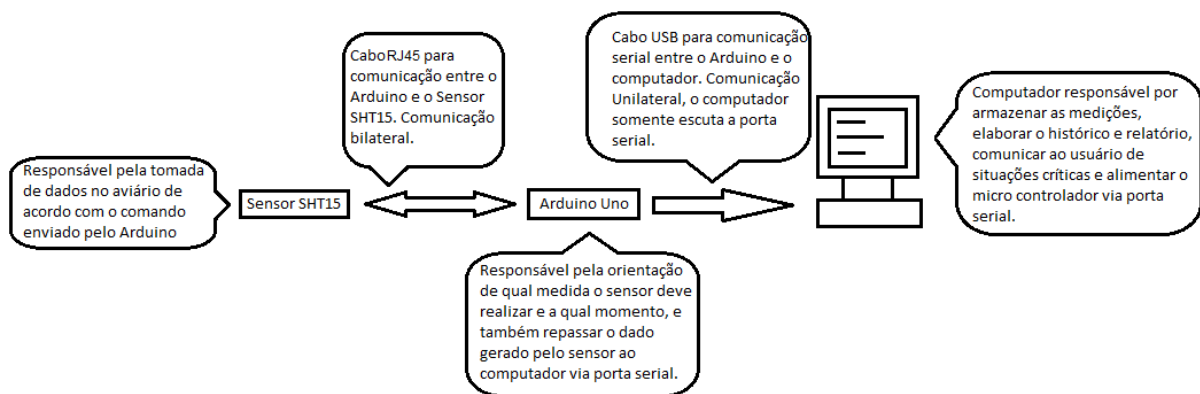 Responsável pela tomada
de dados no aviário de
acordo com o comando
enviado pelo Arduino
Sensor SHT15
Cabo RJ45 para
comunicação entre o
Arduino e o Sensor
SHT15. Comunicação
bilateral.
Arduino Uno
Responsável pela orientação
de qual medida o sensor deve
realizar e a qual momento, e
também repassar o dado
gerado pelo sensor ao
computador via porta serial.
Cabo USB para comunicação
serial entre o Arduino e o
computador. Comunicação
Unilateral, o computador
somente escuta a porta
serial.
Computador responsável por
armazenar as medições,
elaborar o histórico e relatório,
comunicar ao usuário de
situações críticas e alimentar o
micro controlador via porta
serial.